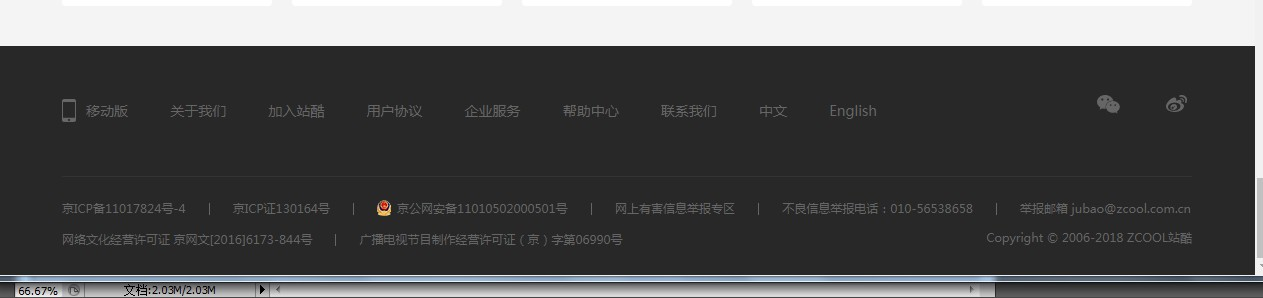 移动版 关于我们 加入站酷 用户协议 企业服务 帮助中心 联系我们 中文 English
京ICP备11017824号-4 | 京ICP证130164号 | 京公网安备11010502000501号 | 网上有害信息举报专区 | 不良信息举报电话：010-56538658 | 举报邮箱 jubao@zcool.com.cn
网络文化经营许可证 京网文[2016]6173-844号 | 广播电视节目制作经营许可证（京）字第06990号 Copyright © 2006-2018 ZCOOL站酷
66.67% 文档:2.03M/2.03M